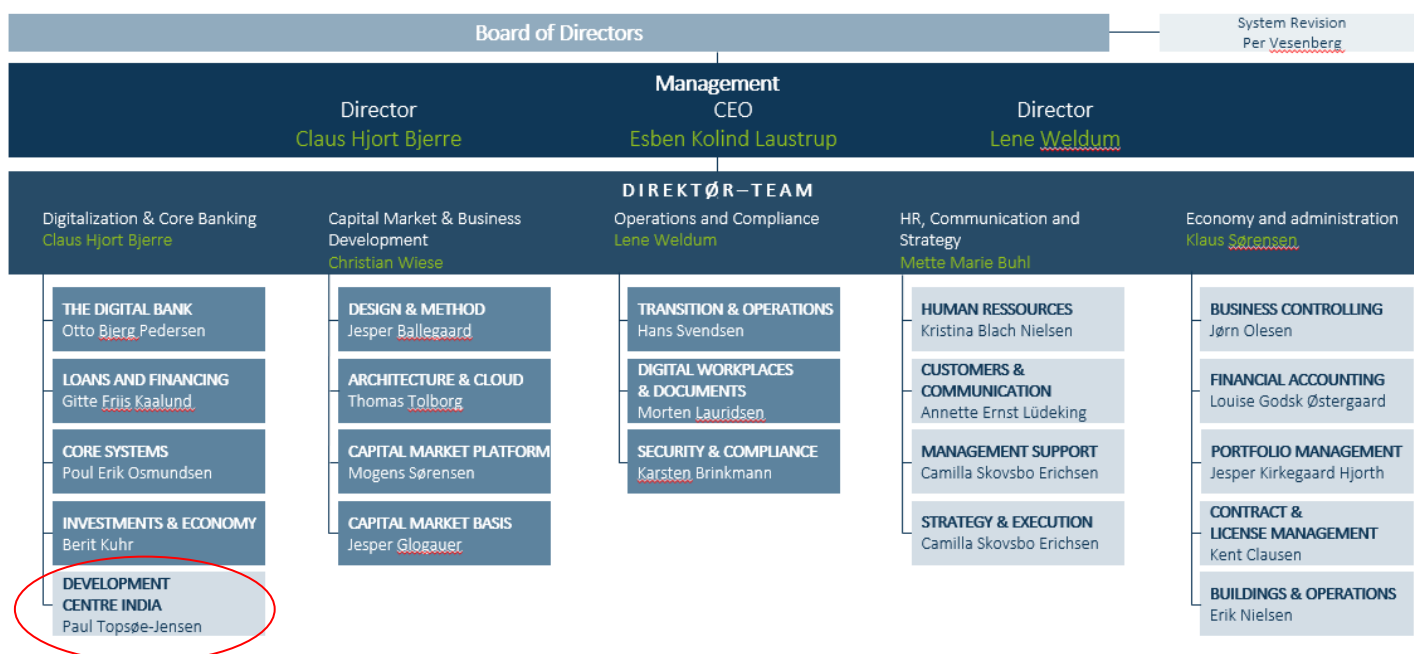 Board of Directors
System Revision
Per Vesenberg
Management
Director
Claus Hjort Bjerre
CEO
Esben Kolind Laustrup
Director
Lene Weldum
DIREKTØR–TEAM
Digitalization & Core Banking
Claus Hjort Bjerre
Capital Market & Business
Development
Christian Wiese
Operations and Compliance
Lene Weldum
HR, Communication and
Strategy
Mette Marie Buhl
Economy and administration
Klaus Sørensen
THE DIGITAL BANK
Otto Bjerg Pedersen
LOANS AND FINANCING
Gitte Friis Kaalund
CORE SYSTEMS
Poul Erik Osmundsen
INVESTMENTS & ECONOMY
Berit Kuhr
DEVELOPMENT
CENTRE INDIA
Paul Topsøe-Jensen
DESIGN & METHOD
Jesper Ballegaard
ARCHITECTURE & CLOUD
Thomas Tolborg
CAPITAL MARKET PLATFORM
Mogens Sørensen
CAPITAL MARKET BASIS
Jesper Glogauer
TRANSITION & OPERATIONS
Hans Svendsen
DIGITAL WORKPLACES
& DOCUMENTS
Morten Lauridsen
SECURITY & COMPLIANCE
Karsten Brinkmann
HUMAN RESSOURCES
Kristina Blach Nielsen
CUSTOMERS &
COMMUNICATION
Annette Ernst Lüdeking
MANAGEMENT SUPPORT
Camilla Skovsbo Erichsen
STRATEGY & EXECUTION
Camilla Skovsbo Erichsen
BUSINESS CONTROLLING
Jørn Olesen
FINANCIAL ACCOUNTING
Louise Godsk Østergaard
PORTFOLIO MANAGEMENT
Jesper Kirkegaard Hjorth
CONTRACT &
LICENSE MANAGEMENT
Kent Clausen
BUILDINGS & OPERATIONS
Erik Nielsen